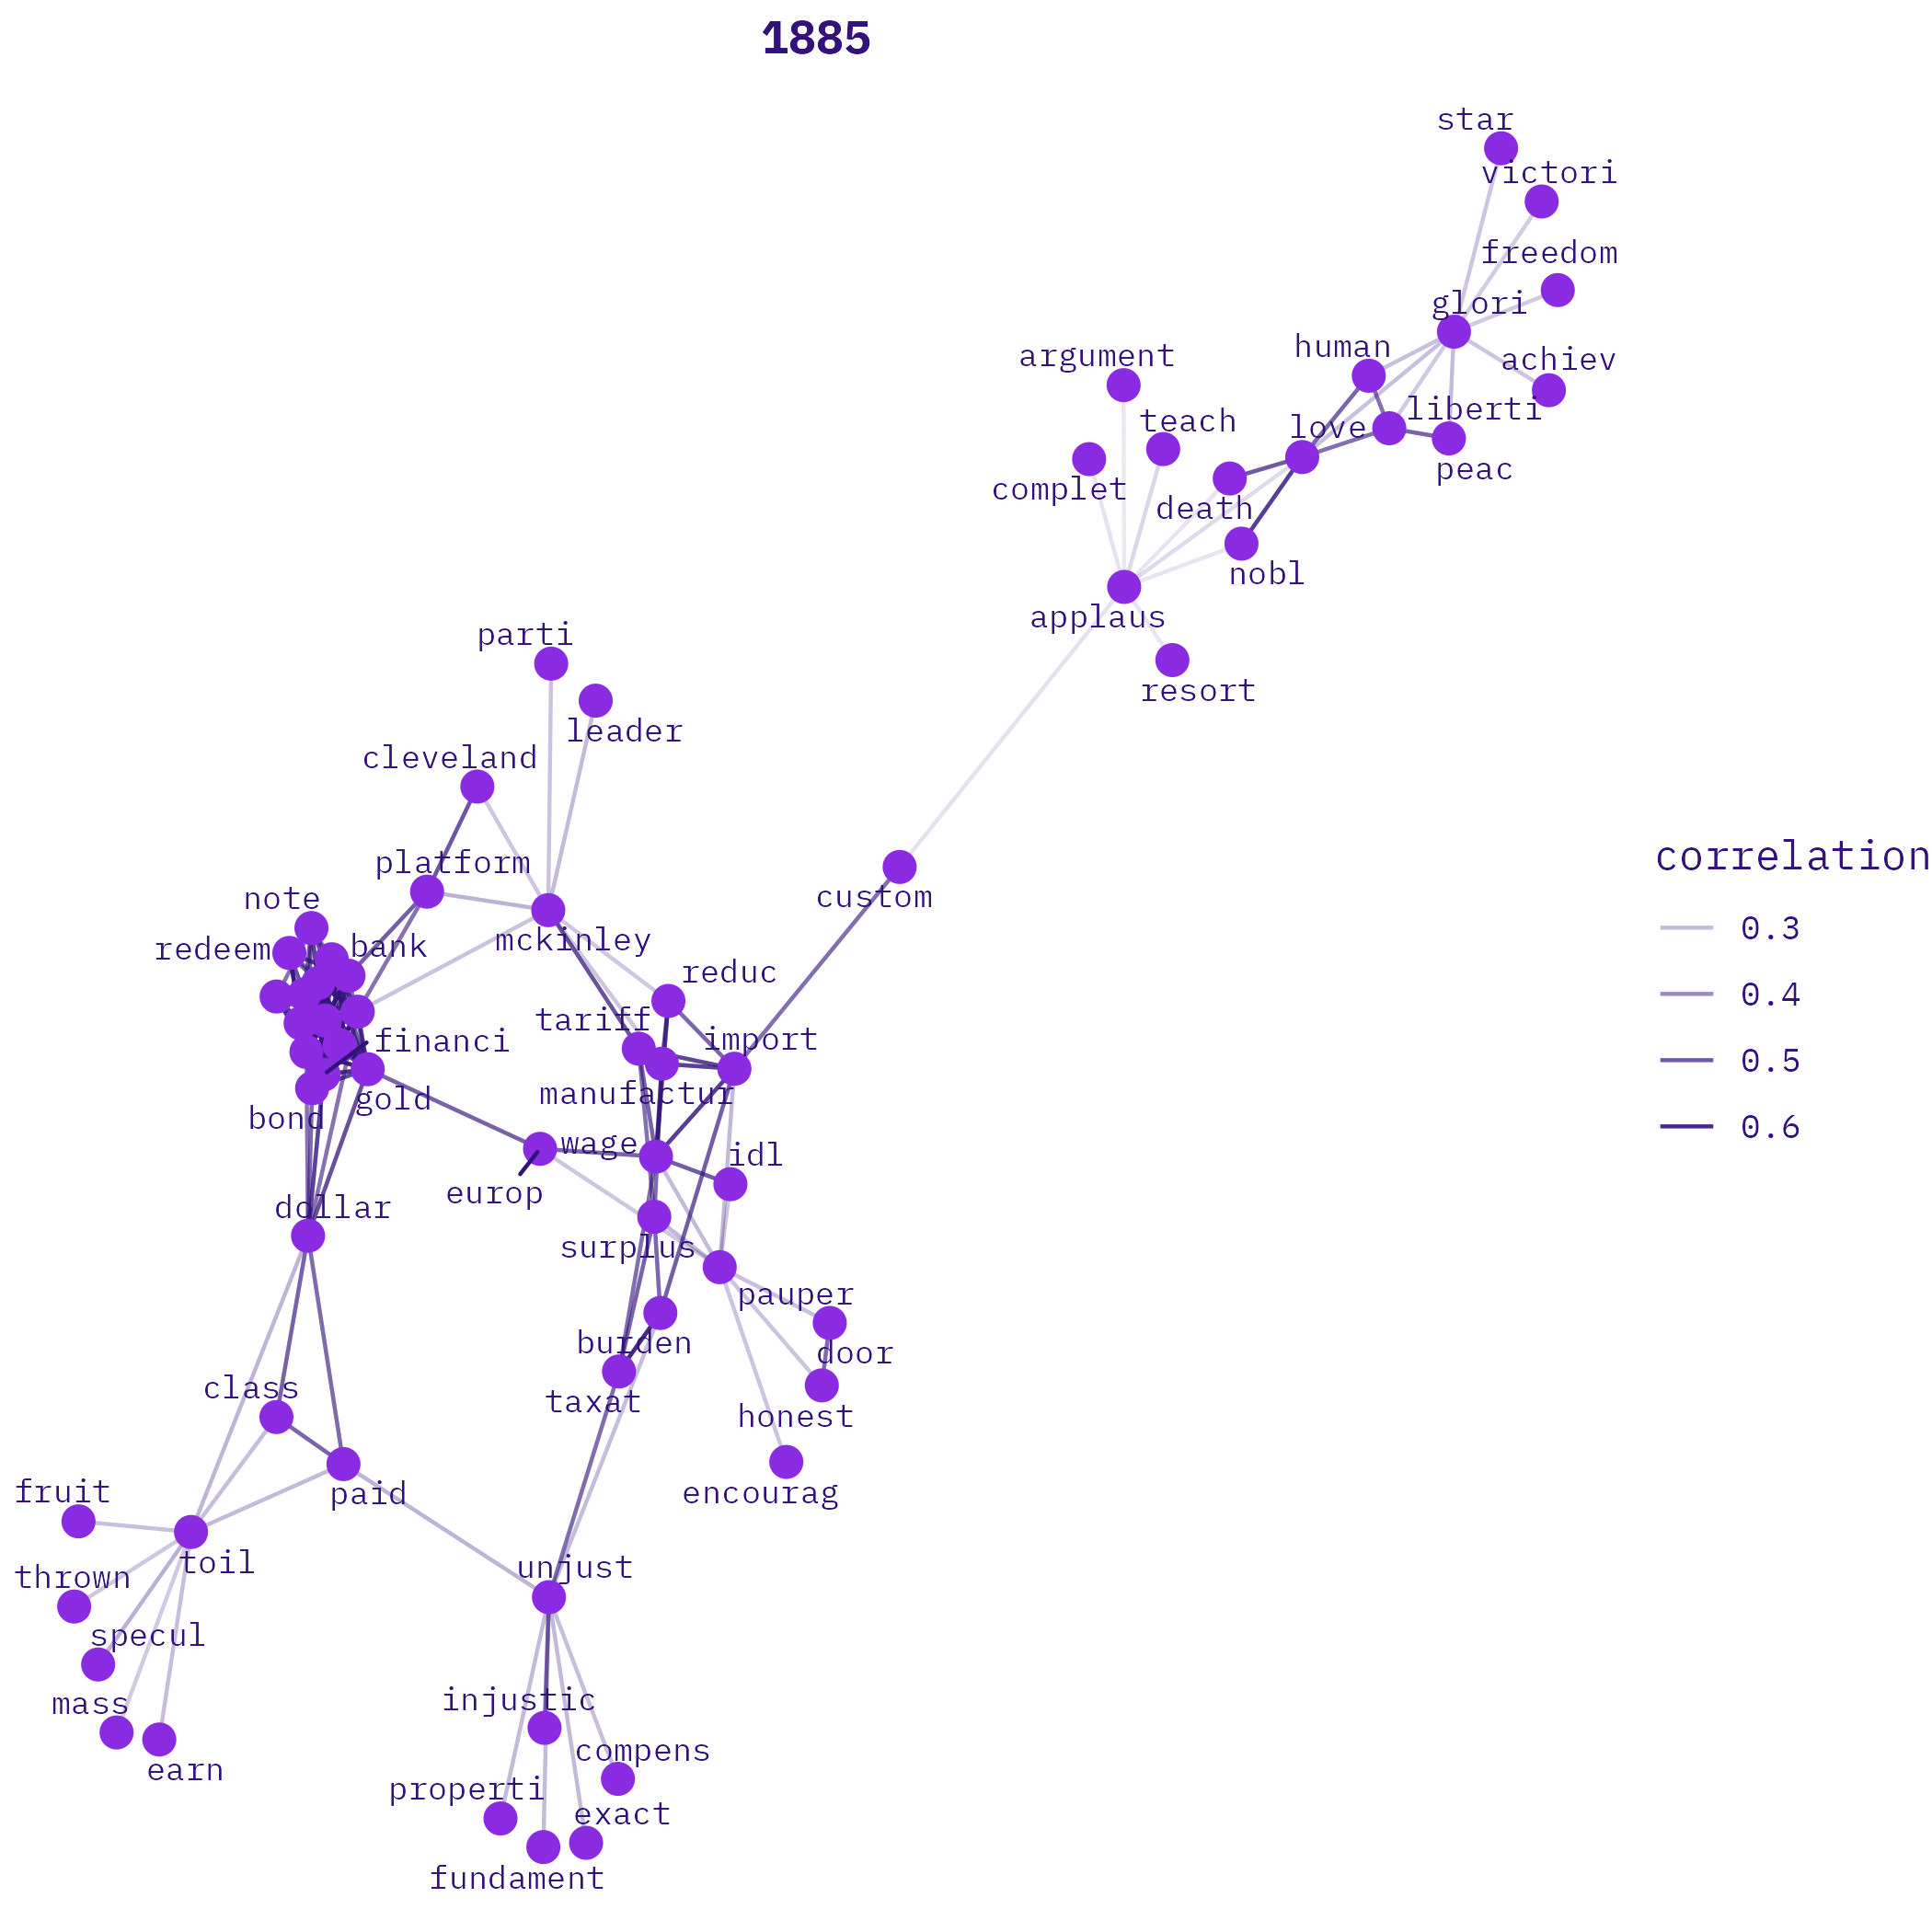 1885
star
victori
freedom
glori
human
achiev
argument
liberti
teach
love
peac
complet
death
nobl
applaus
resort
parti
leader
cleveland
correlation
platform
note
custom
0.3
mckinley
bank
redeem
reduc
0.4
tariff
import
financi
0.5
manufactur
gold
bond
0.6
wage
idl
europ
dollar
surplus
pauper
burden
door
class
taxat
honest
fruit
paid
encourag
toil
unjust
thrown
specul
injustic
mass
compens
earn
properti
exact
fundament